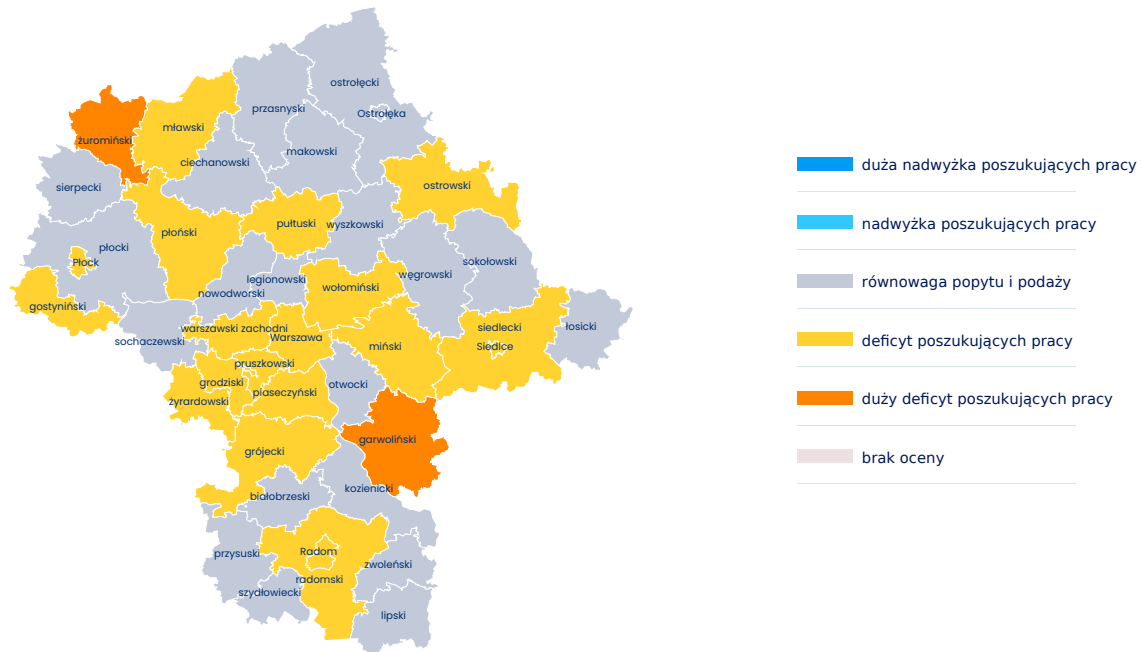 ostrołęcki
przasnyski
Ostrołęka
mławski
żuromiński
makowski
ciechanowski
sierpecki
ostrowski
pułtuski
wyszkowski
płoński
płocki
Płock
sokołowski
węgrowski
legionowski
wołomiński
nowodworski
gostyniński
warszawski zachodni
siedlecki
łosicki
Warszawa
sochaczewski
miński
Siedlce
pruszkowski
grodziski
otwocki
piaseczyński
żyrardowski
garwoliński
grójecki
kozienicki
białobrzeski
Radom
przysuski
zwoleński
radomski
szydłowiecki
lipski
duża nadwyżka poszukujących pracy
nadwyżka poszukujących pracy
równowaga popytu i podaży
deficyt poszukujących pracy
duży deficyt poszukujących pracy
brak oceny